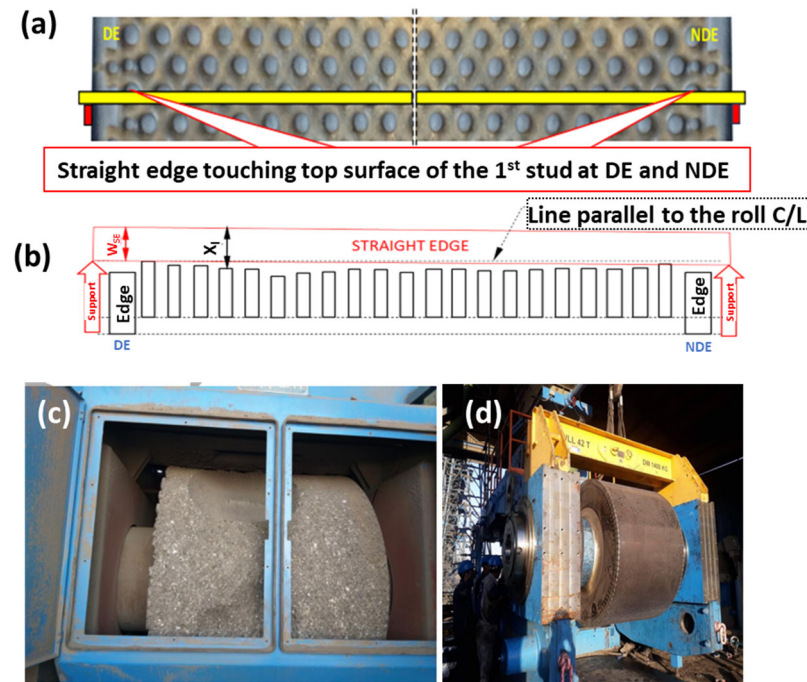 (a)
DE
NDE
Straight edge touching top surface of the 1st stud at DE and NDE
Line parallel to the roll C/L
(b)
WSE
XI
STRAIGHT EDGE
Support
Edge
Edge
Support
DE
NDE
(c)
(d)
42 T